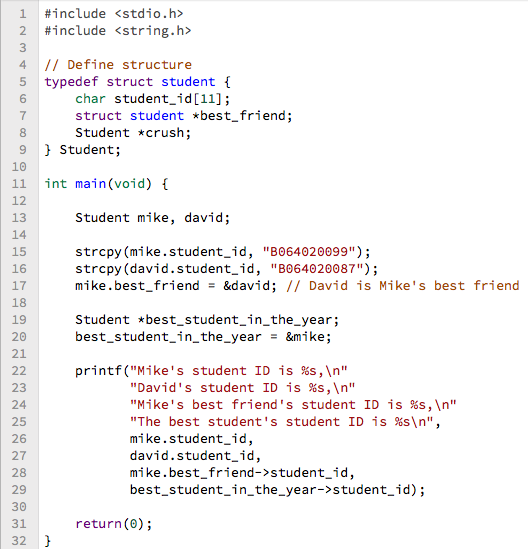 1 #include <stdio.h>
2 #include <string.h>
3
4 // Define structure
5 typedef struct student {
6     char student_id[11];
7     struct student *best_friend;
8     Student *crush;
9 } Student;
10
11 int main(void) {
12
13     Student mike, david;
14
15     strcpy(mike.student_id, "B064020099");
16     strcpy(david.student_id, "B064020087");
17     mike.best_friend = &david; // David is Mike's best friend
18
19     Student *best_student_in_the_year;
20     best_student_in_the_year = &mike;
21
22     printf("Mike's student ID is %s,\n"
23            "David's student ID is %s,\n"
24            "Mike's best friend's student ID is %s,\n"
25            "The best student's student ID is %s\n",
26            mike.student_id,
27            david.student_id,
28            mike.best_friend->student_id,
29            best_student_in_the_year->student_id);
30
31     return(0);
32 }